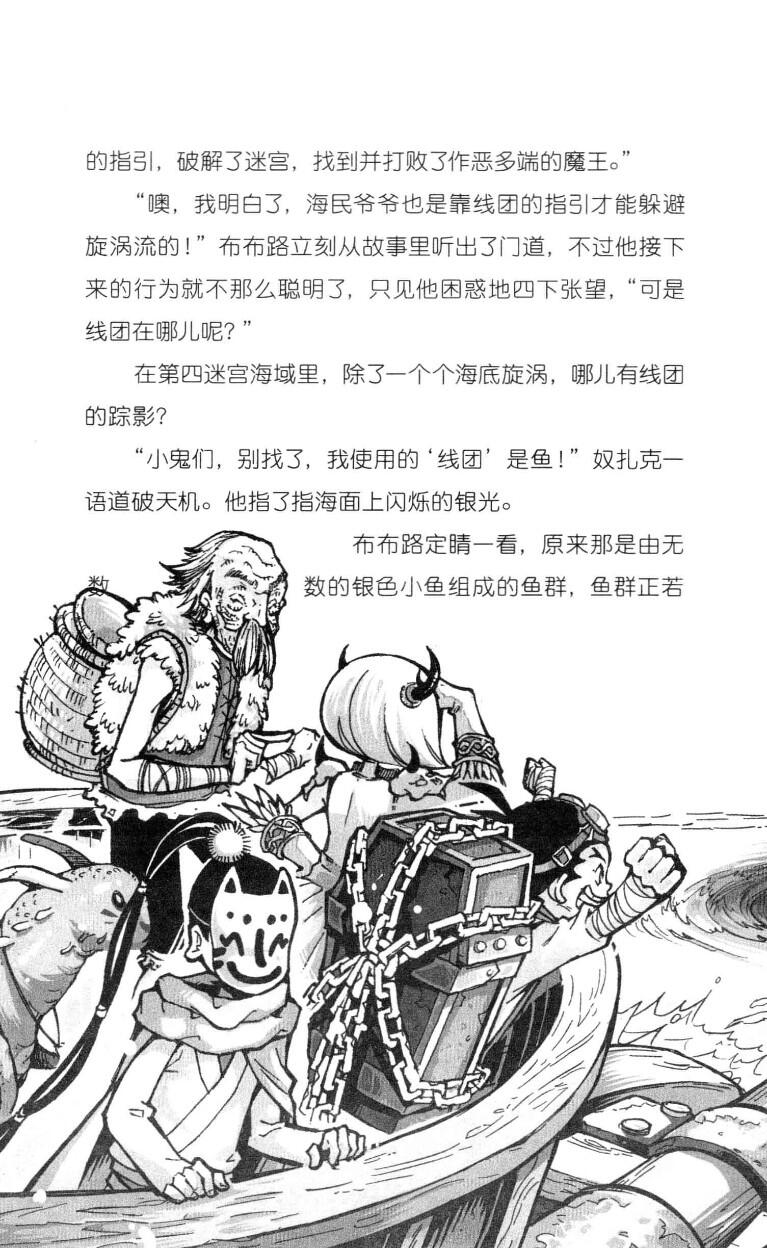 的指引，破解了迷宫，找到并打败了作恶多端的魔王。”
“噢，我明白了，海民爷爷也是靠线团的指引才能躲避
旋涡流的！”布布路立刻从故事里听出了门道，不过他接下
来的行为就不那么聪明了，只见他困惑地四下张望，“可是
线团在哪儿呢？”
在第四迷宫海域里，除了一个个海底旋涡，哪儿有线团
的踪影？
“小鬼们，别找了，我使用的‘线团’是鱼！”奴扎克一
语道破天机。他指了指海面上闪烁的银光。
布布路定睛一看，原来那是由无
数 数的银色小鱼组成的鱼群，鱼群正若